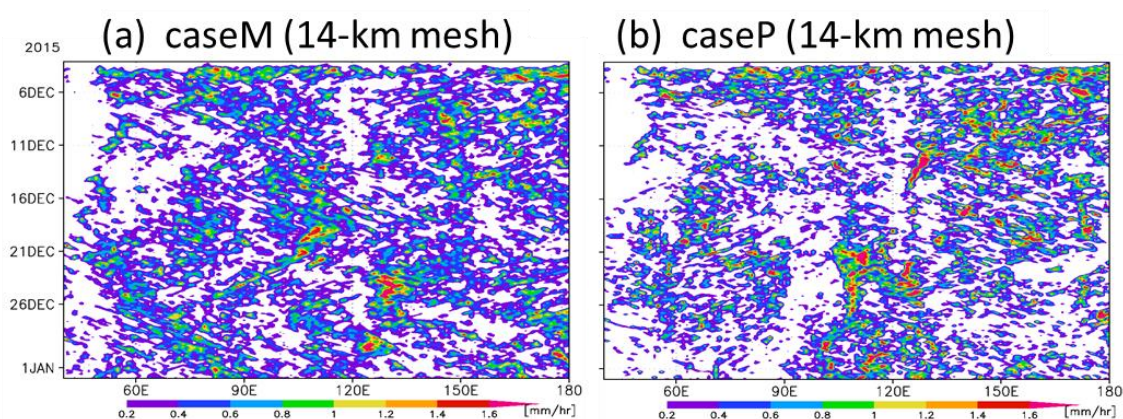 (a) caseM (14-km mesh)
(b) caseP (14-km mesh)
2015
6DEC
11DEC
16DEC
21DEC
26DEC
1JAN
60E 90E 120E 150E 180
60E 90E 120E 150E 180
0.2 0.4 0.6 0.8 1 1.2 1.4 1.6 [mm/hr]
0.2 0.4 0.6 0.8 1 1.2 1.4 1.6 [mm/hr]